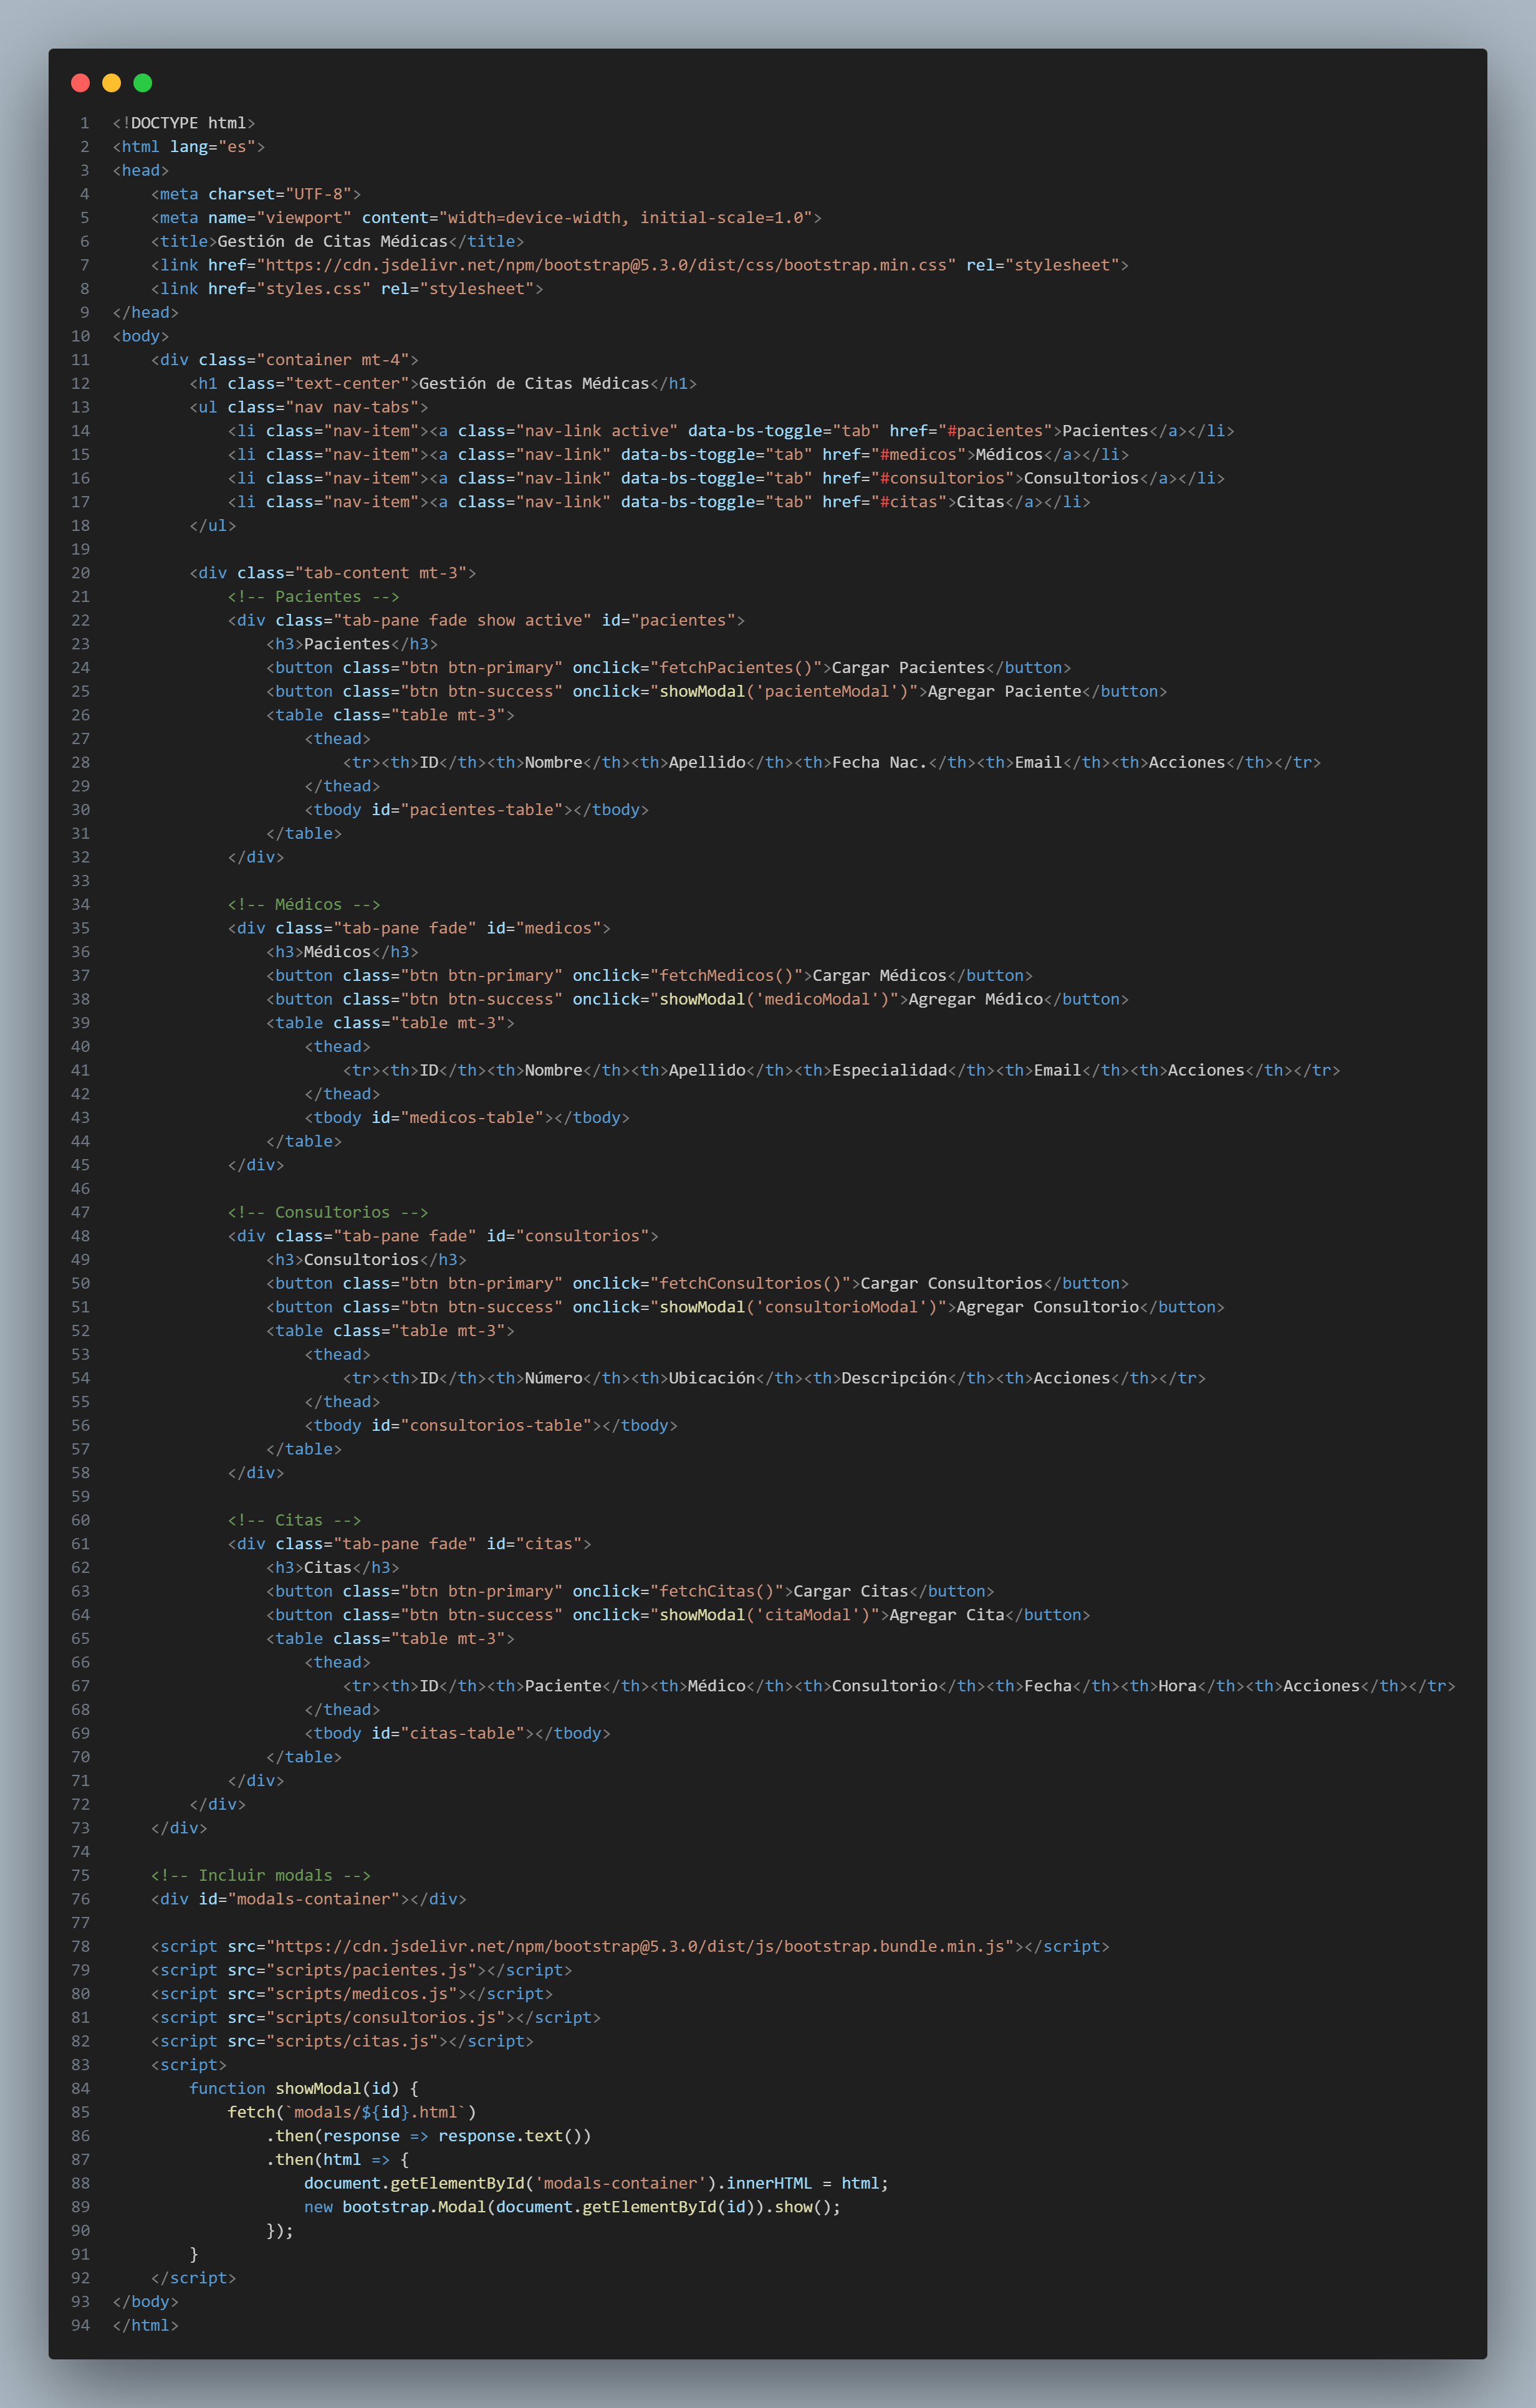 1 <!DOCTYPE html>
2 <html lang="es">
3 <head>
4     <meta charset="UTF-8">
5     <meta name="viewport" content="width=device-width, initial-scale=1.0">
6     <title>Gestión de Citas Médicas</title>
7     <link href="https://cdn.jsdelivr.net/npm/bootstrap@5.3.0/dist/css/bootstrap.min.css" rel="stylesheet">
8     <link href="styles.css" rel="stylesheet">
9 </head>
10 <body>
11     <div class="container mt-4">
12         <h1 class="text-center">Gestión de Citas Médicas</h1>
13         <ul class="nav nav-tabs">
14             <li class="nav-item"><a class="nav-link active" data-bs-toggle="tab" href="#pacientes">Pacientes</a></li>
15             <li class="nav-item"><a class="nav-link" data-bs-toggle="tab" href="#medicos">Médicos</a></li>
16             <li class="nav-item"><a class="nav-link" data-bs-toggle="tab" href="#consultorios">Consultorios</a></li>
17             <li class="nav-item"><a class="nav-link" data-bs-toggle="tab" href="#citas">Citas</a></li>
18         </ul>
19
20         <div class="tab-content mt-3">
21             <!-- Pacientes -->
22             <div class="tab-pane fade show active" id="pacientes">
23                 <h3>Pacientes</h3>
24                 <button class="btn btn-primary" onclick="fetchPacientes()">Cargar Pacientes</button>
25                 <button class="btn btn-success" onclick="showModal('pacienteModal')">Agregar Paciente</button>
26                 <table class="table mt-3">
27                     <thead>
28                         <tr><th>ID</th><th>Nombre</th><th>Apellido</th><th>Fecha Nac.</th><th>Email</th><th>Acciones</th></tr>
29                     </thead>
30                     <tbody id="pacientes-table"></tbody>
31                 </table>
32             </div>
33
34             <!-- Médicos -->
35             <div class="tab-pane fade" id="medicos">
36                 <h3>Médicos</h3>
37                 <button class="btn btn-primary" onclick="fetchMedicos()">Cargar Médicos</button>
38                 <button class="btn btn-success" onclick="showModal('medicoModal')">Agregar Médico</button>
39                 <table class="table mt-3">
40                     <thead>
41                         <tr><th>ID</th><th>Nombre</th><th>Apellido</th><th>Especialidad</th><th>Email</th><th>Acciones</th></tr>
42                     </thead>
43                     <tbody id="medicos-table"></tbody>
44                 </table>
45             </div>
46
47             <!-- Consultorios -->
48             <div class="tab-pane fade" id="consultorios">
49                 <h3>Consultorios</h3>
50                 <button class="btn btn-primary" onclick="fetchConsultorios()">Cargar Consultorios</button>
51                 <button class="btn btn-success" onclick="showModal('consultorioModal')">Agregar Consultorio</button>
52                 <table class="table mt-3">
53                     <thead>
54                         <tr><th>ID</th><th>Número</th><th>Ubicación</th><th>Descripción</th><th>Acciones</th></tr>
55                     </thead>
56                     <tbody id="consultorios-table"></tbody>
57                 </table>
58             </div>
59
60             <!-- Citas -->
61             <div class="tab-pane fade" id="citas">
62                 <h3>Citas</h3>
63                 <button class="btn btn-primary" onclick="fetchCitas()">Cargar Citas</button>
64                 <button class="btn btn-success" onclick="showModal('citaModal')">Agregar Cita</button>
65                 <table class="table mt-3">
66                     <thead>
67                         <tr><th>ID</th><th>Paciente</th><th>Médico</th><th>Consultorio</th><th>Fecha</th><th>Hora</th><th>Acciones</th></tr>
68                     </thead>
69                     <tbody id="citas-table"></tbody>
70                 </table>
71             </div>
72         </div>
73     </div>
74
75     <!-- Incluir modals -->
76     <div id="modals-container"></div>
77
78     <script src="https://cdn.jsdelivr.net/npm/bootstrap@5.3.0/dist/js/bootstrap.bundle.min.js"></script>
79     <script src="scripts/pacientes.js"></script>
80     <script src="scripts/medicos.js"></script>
81     <script src="scripts/consultorios.js"></script>
82     <script src="scripts/citas.js"></script>
83     <script>
84         function showModal(id) {
85             fetch(`modals/${id}.html`)
86                 .then(response => response.text())
87                 .then(html => {
88                     document.getElementById('modals-container').innerHTML = html;
89                     new bootstrap.Modal(document.getElementById(id)).show();
90                 });
91         }
92     </script>
93 </body>
94 </html>